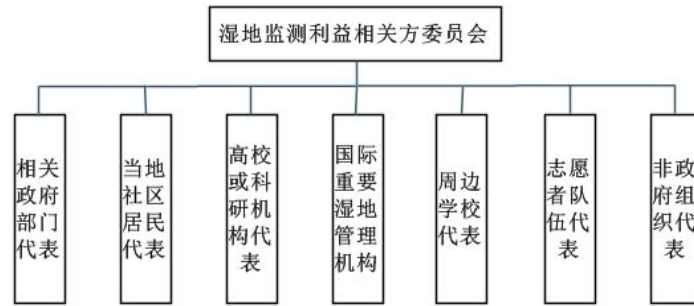 湿地监测利益相关方委员会
相关
政府
部门
代表
当地
社区
居民
代表
高校
或科
研机
构代
表
国际
重要
湿地
管理
机构
周边
学校
代表
志愿
者队
伍代
表
非政
府组
织代
表